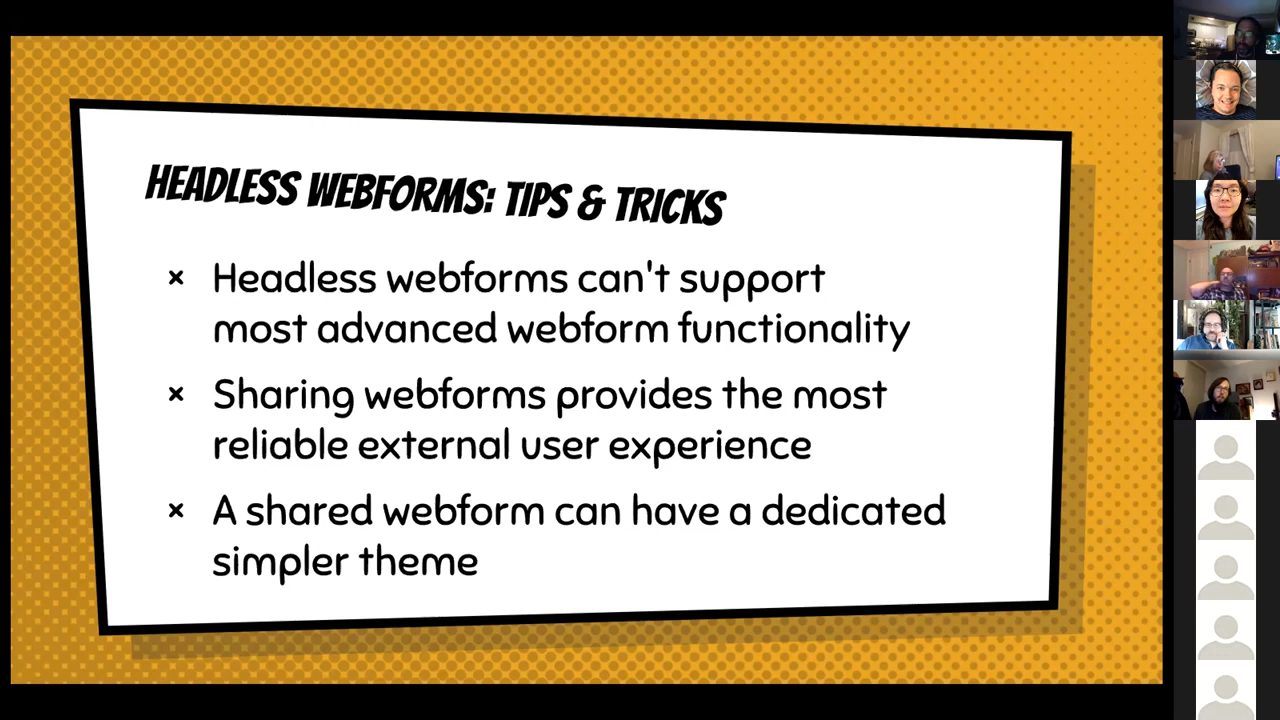 HEADLESS WEBFORMS: TIPS & TRICKS
× Headless webforms can't support
most advanced webform functionality
× Sharing webforms provides the most
reliable external user experience
× A shared webform can have a dedicated
simpler theme